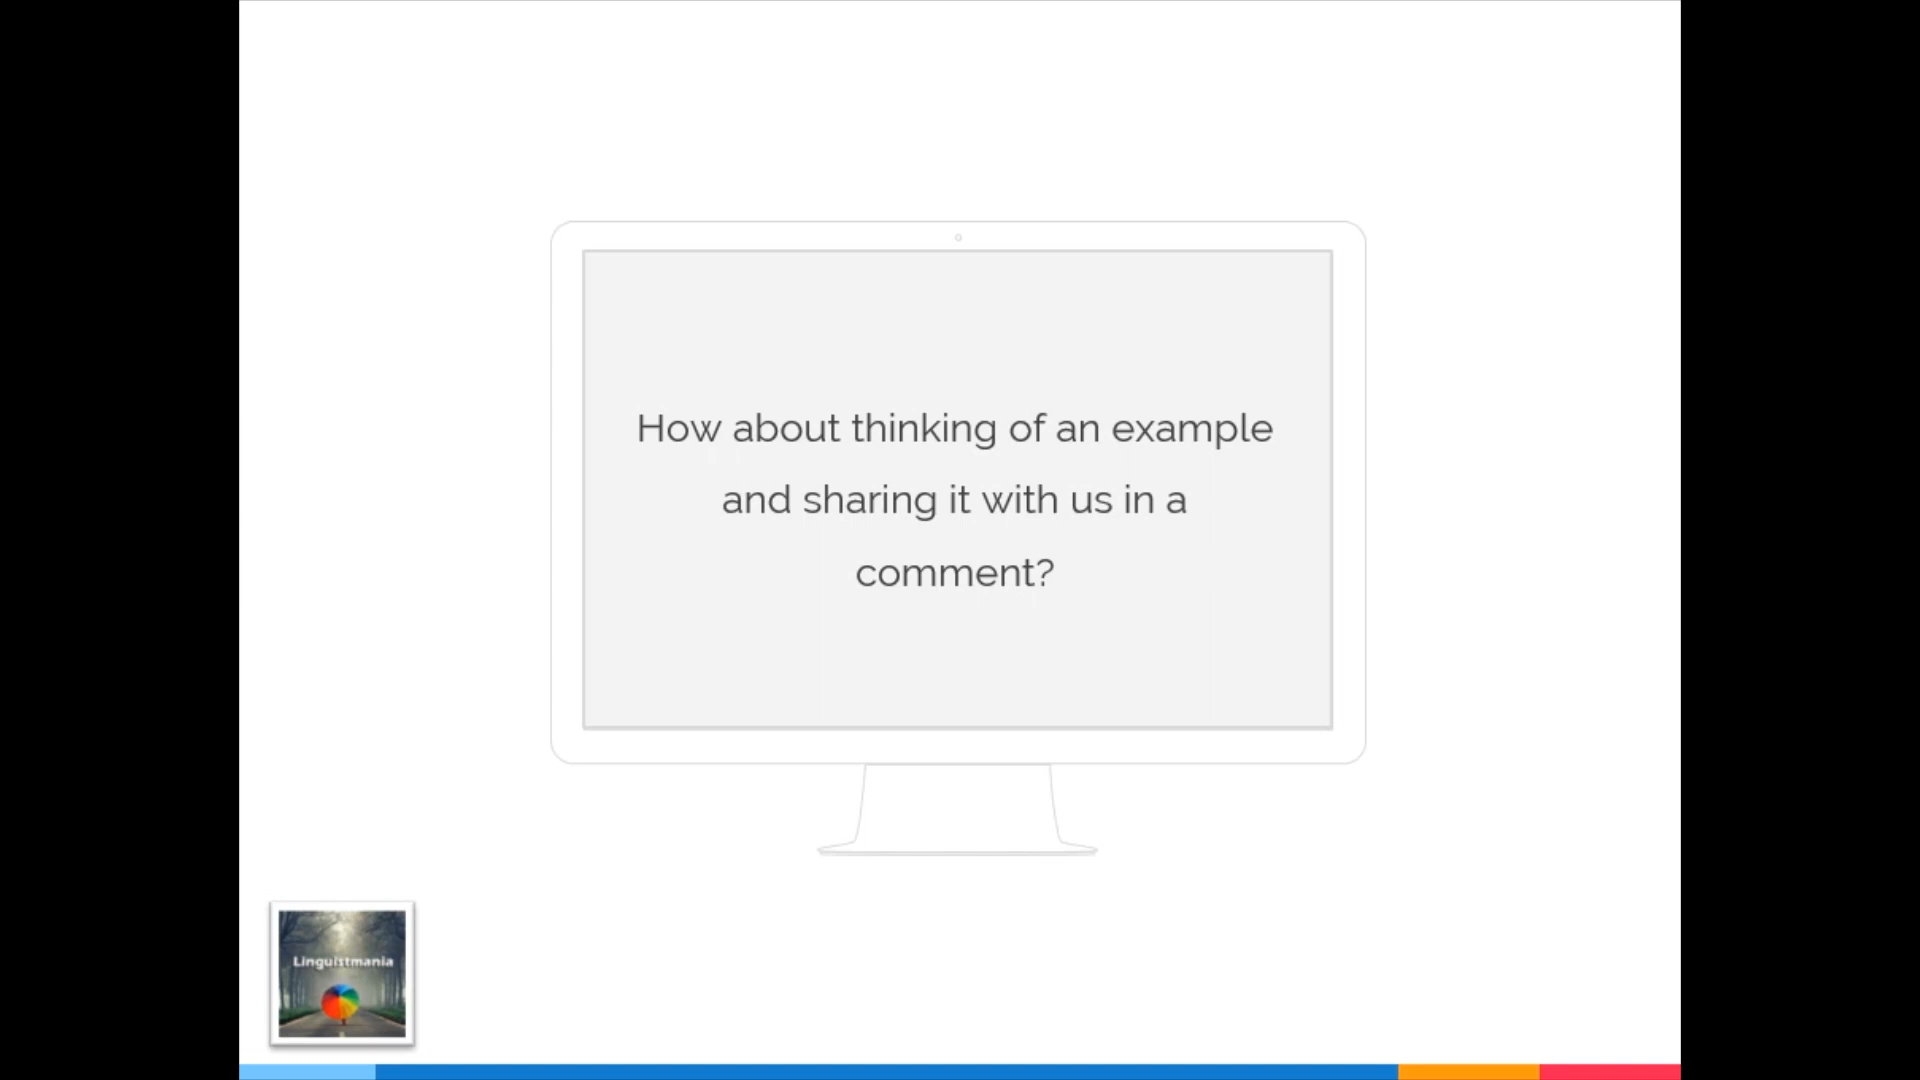 How about thinking of an example
and sharing it with us in a
comment?
Linguistmania